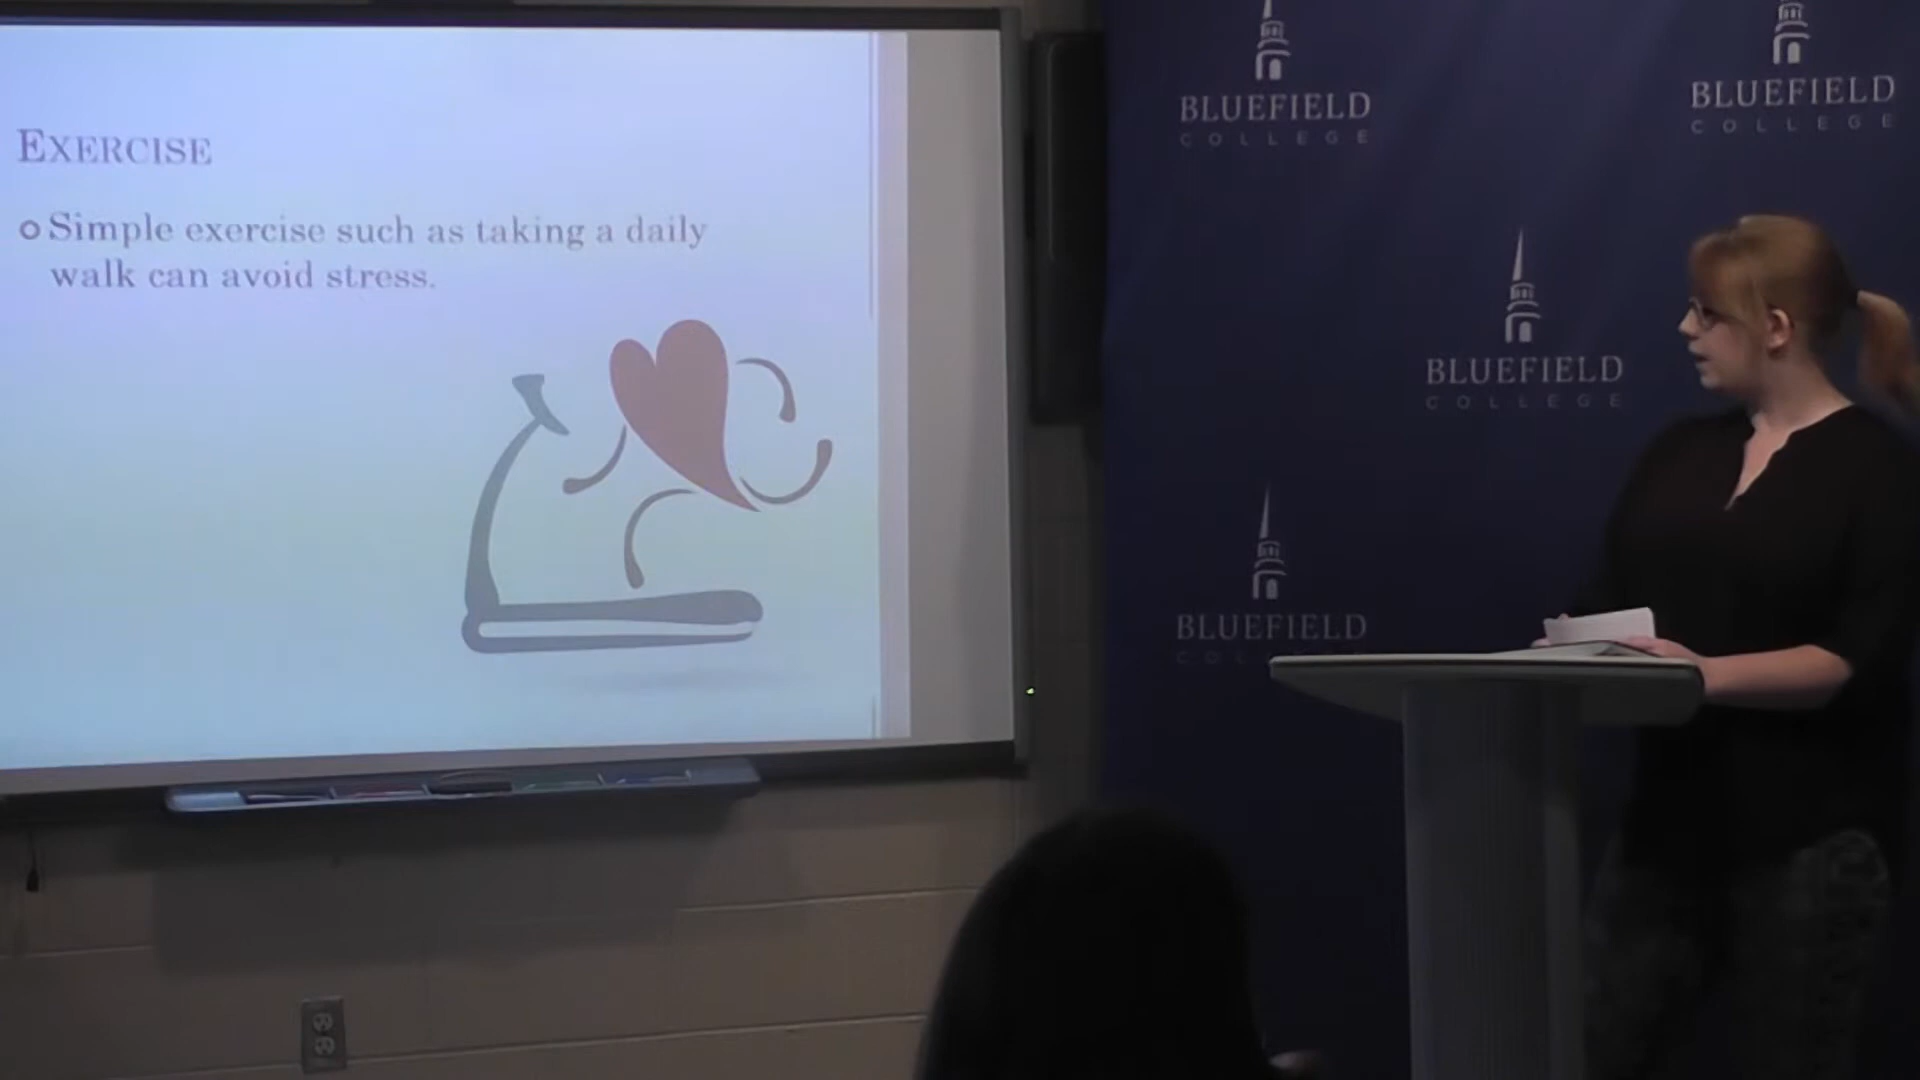 EXERCISE
Simple exercise such as taking a daily
walk can avoid stress.
BLUEFIELD
COLLEGE
BLUEFIELD
COLLEGE
BLUEFIELD
COLLEGE
BLUEFIELD